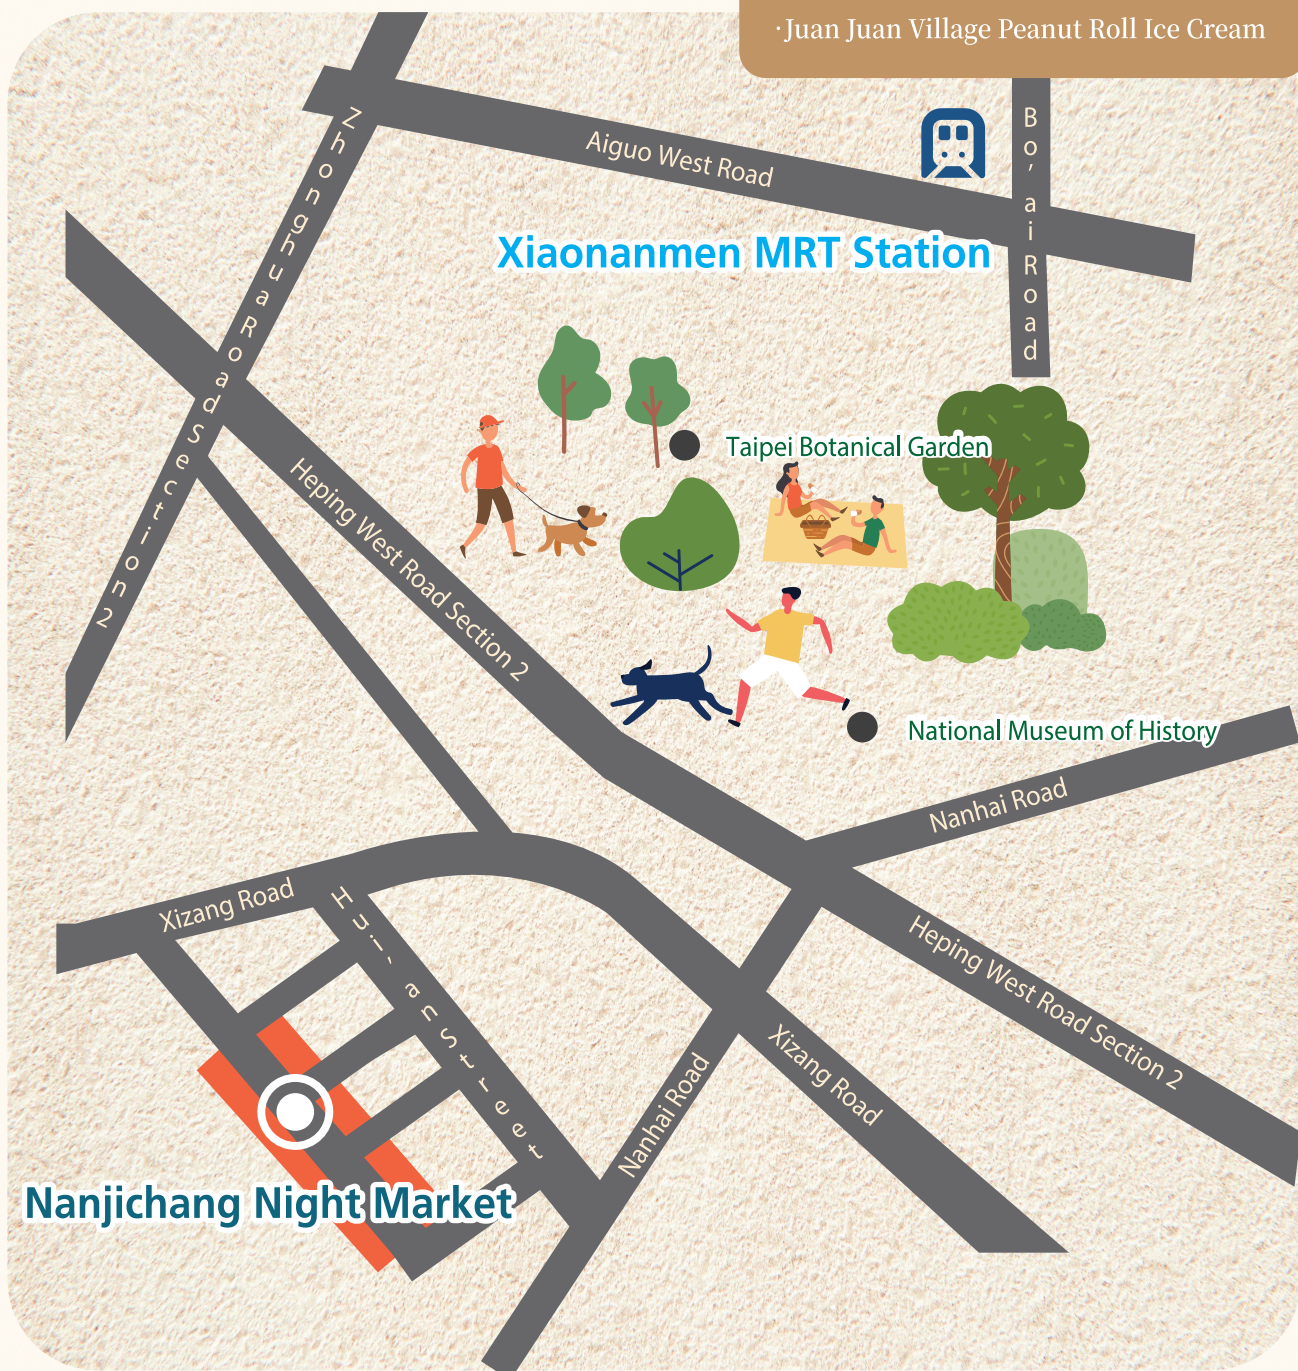 ·Juan Juan Village Peanut Roll Ice Cream
Zhonghua Road Section 2
Aiguo West Road
Bo'ai Road
Xiaonanmen MRT Station
Taipei Botanical Garden
Heping West Road Section 2
National Museum of History
Nanhai Road
Xizang Road
Hui-an Street
Heping West Road Section 2
Xizang Road
Nanhai Road
Nanjichang Night Market